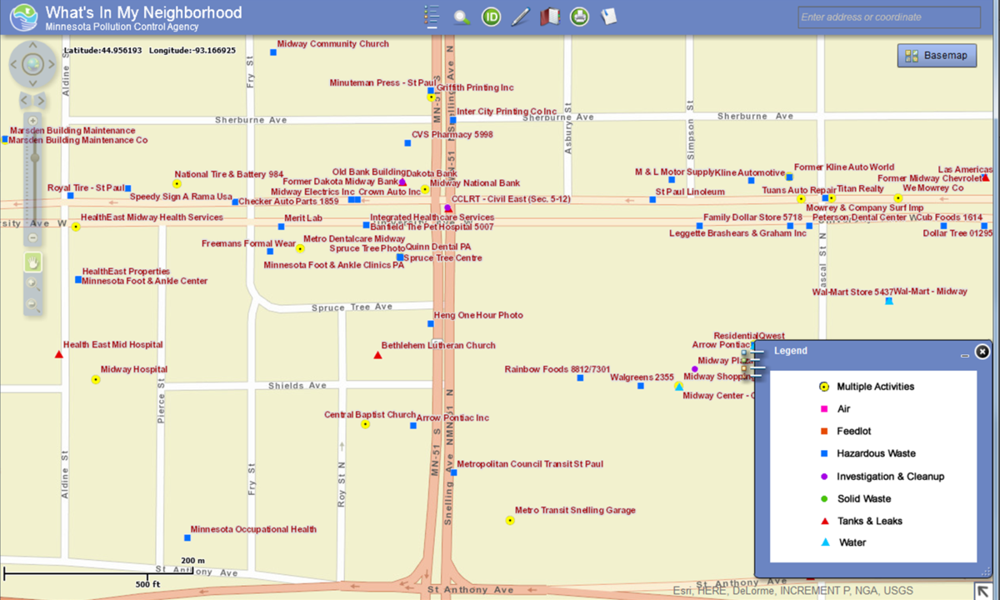 What's In My Neighborhood
Minnesota Pollution Control Agency
ID
Enter address or coordinate
Latitude:44.956193 Longitude:-93.166925
Basemap
Midway Community Church
Aldine St
Fry St
MN-51 S
Snelling Ave N
Minuteman Press - St Paul
Griffith Printing Inc
Inter City Printing Co Inc
Sherburne Ave
Sherburne Ave
Sherburne Ave
Asbury St
Simpson St
Marsden Building Maintenance
Marsden Building Maintenance Co
CVS Pharmacy 5998
National Tire & Battery 984
Old Bank Building
Dakota Bank
Former Dakota Midway Bank
Midway National Bank
M & L Motor Supply
Kline Automotive
Former Kline Auto World
Las Americas
Former Midway Chevrolet
Royal Tire - St Paul
Speedy Sign A Rama Usa
Midway Electrics Inc
Crown Auto Inc
Checker Auto Parts 1859
CCLRT - Civil East (Sec. 5-12)
St Paul Linoleum
Tuans Auto Repair
Titan Realty
We Mowrey Co
Mowrey & Company Surf Imp
rsity Ave W
HealthEast Midway Health Services
Merit Lab
Integrated Healthcare Services
Banfield The Pet Hospital 5007
Family Dollar Store 5718
Peterson Dental Center
Cub Foods 1614
Leggette Brashears & Graham Inc
Dollar Tree 01295
Freemans Formal Wear
Metro Dentalcare Midway
Spruce Tree Photo
Quinn Dental PA
Spruce Tree Centre
Minnesota Foot & Ankle Clinics PA
HealthEast Properties
Minnesota Foot & Ankle Center
ascal St N
Wal-Mart Store 5437
Wal-Mart - Midway
Spruce Tree Ave
Heng One Hour Photo
Health East Mid Hospital
Bethlehem Lutheran Church
Residential
Qwest
Arrow Pontiac
Midway Pla
Midway Hospital
Rainbow Foods 8812/7301
Walgreens 2355
Midway Shoppin
Midway Center - C
Pierce St N
Shields Ave
Central Baptist Church
Arrow Pontiac Inc
MN-51 S
Snelling Ave N
MN-51 N
Aldine St
Fry St
Roy St N
Metropolitan Council Transit St Paul
Metro Transit Snelling Garage
Minnesota Occupational Health
200 m
500 ft
St Anthony Ave
St Anthony Ave
St Anthony Ave
Legend
Multiple Activities
Air
Feedlot
Hazardous Waste
Investigation & Cleanup
Solid Waste
Tanks & Leaks
Water
Esri, HERE, DeLorme, INCREMENT P, NGA, USGS